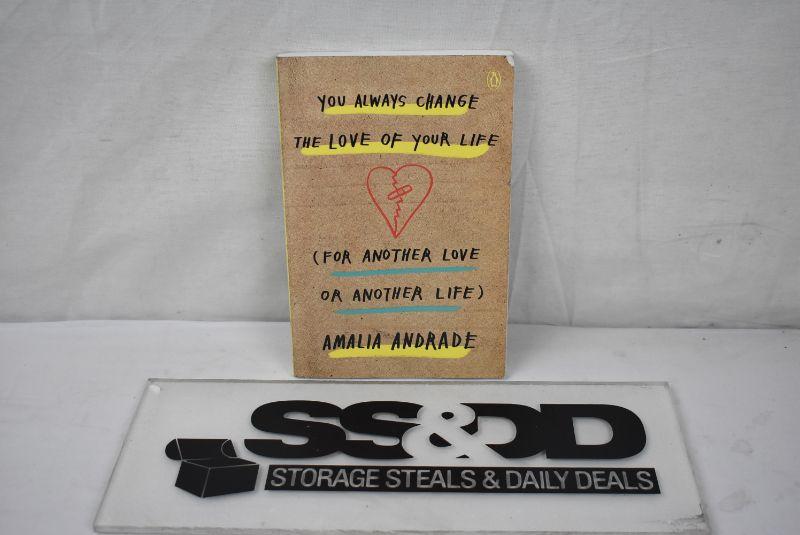 YOU ALWAYS CHANGE
THE LOVE OF YOUR LIFE
(FOR ANOTHER LOVE
OR ANOTHER LIFE)
AMALIA ANDRADE
SS&DD
STORAGE STEALS & DAILY DEALS